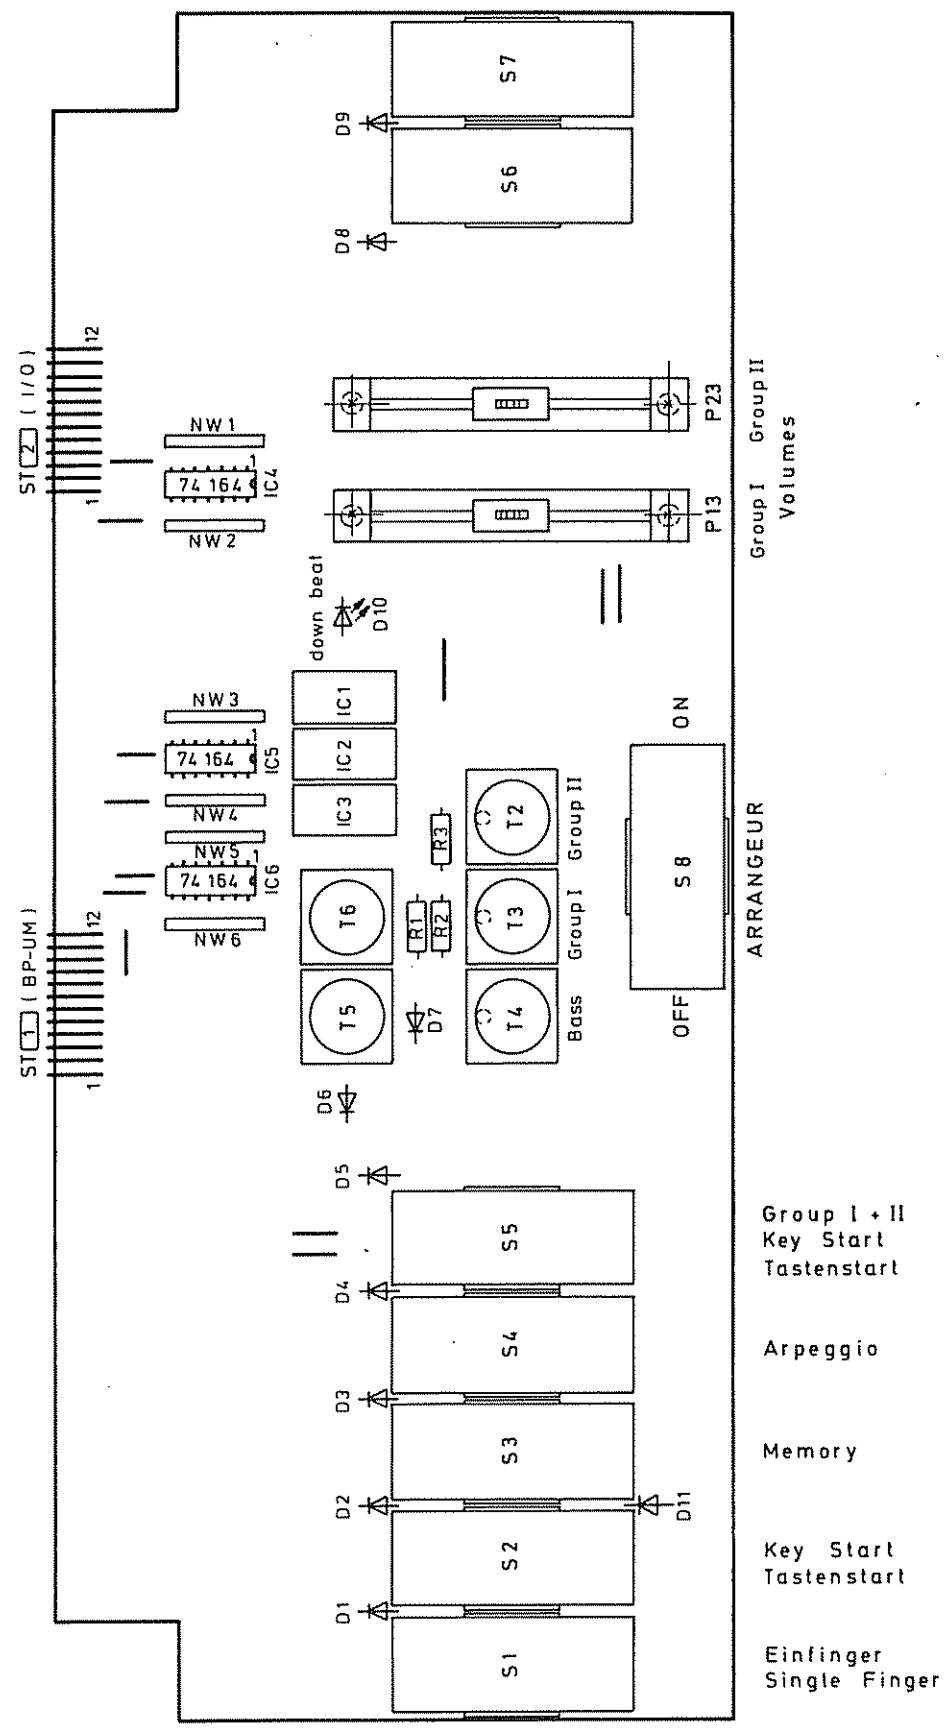 S7
D9
S6
D8
ST 2 ( I/O )
12
1
NW1
1
74 164
IC4
NW2
P23
Group II
P13
Group I
Volumes
down beat
D10
NW3
1
74 164
IC5
NW4
NW5
1
74 164
IC6
NW6
IC1
IC2
IC3
ST 1 ( BP-UM )
12
1
R3
R1
R2
T2
Group II
T6
T3
Group I
T5
D7
T4
Bass
D6
ON
S8
OFF
ARRANGEUR
D5
S5
Group I + II
Key Start
Tastenstart
D4
S4
Arpeggio
D3
S3
Memory
D2
D11
S2
Key Start
Tastenstart
D1
S1
Einfinger
Single Finger